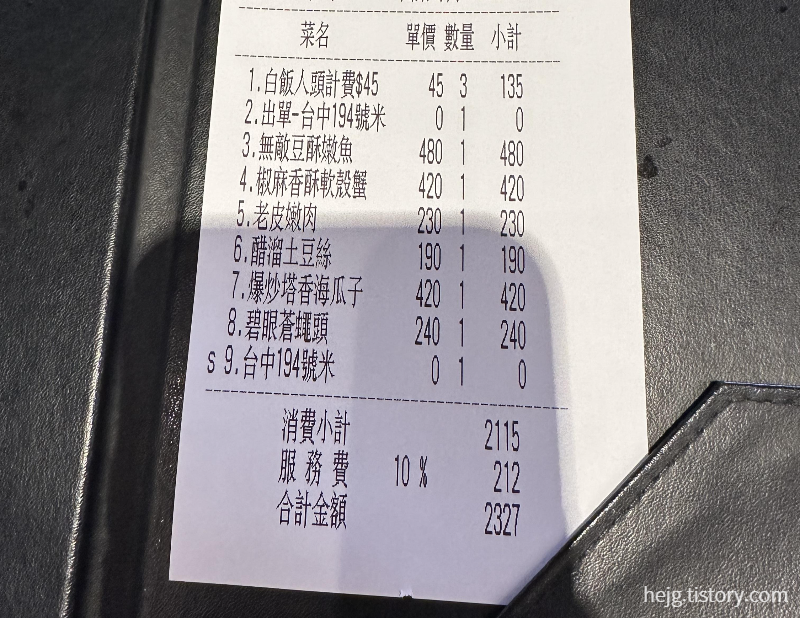 菜名 單價 數量 小計
1.白飯人頭計費$45 45 3 135
2.出單-台中194號米 0 1 0
3.無敵豆酥嫩魚 480 1 480
4.椒麻香酥軟殼蟹 420 1 420
5.老皮嫩肉 230 1 230
6.醋溜土豆絲 190 1 190
7.爆炒塔香海瓜子 420 1 420
8.碧眼蒼蠅頭 240 1 240
s 9.台中194號米 0 1 0
消費小計 2115
服務費 10 % 212
合計金額 2327
hejg.tistory.com